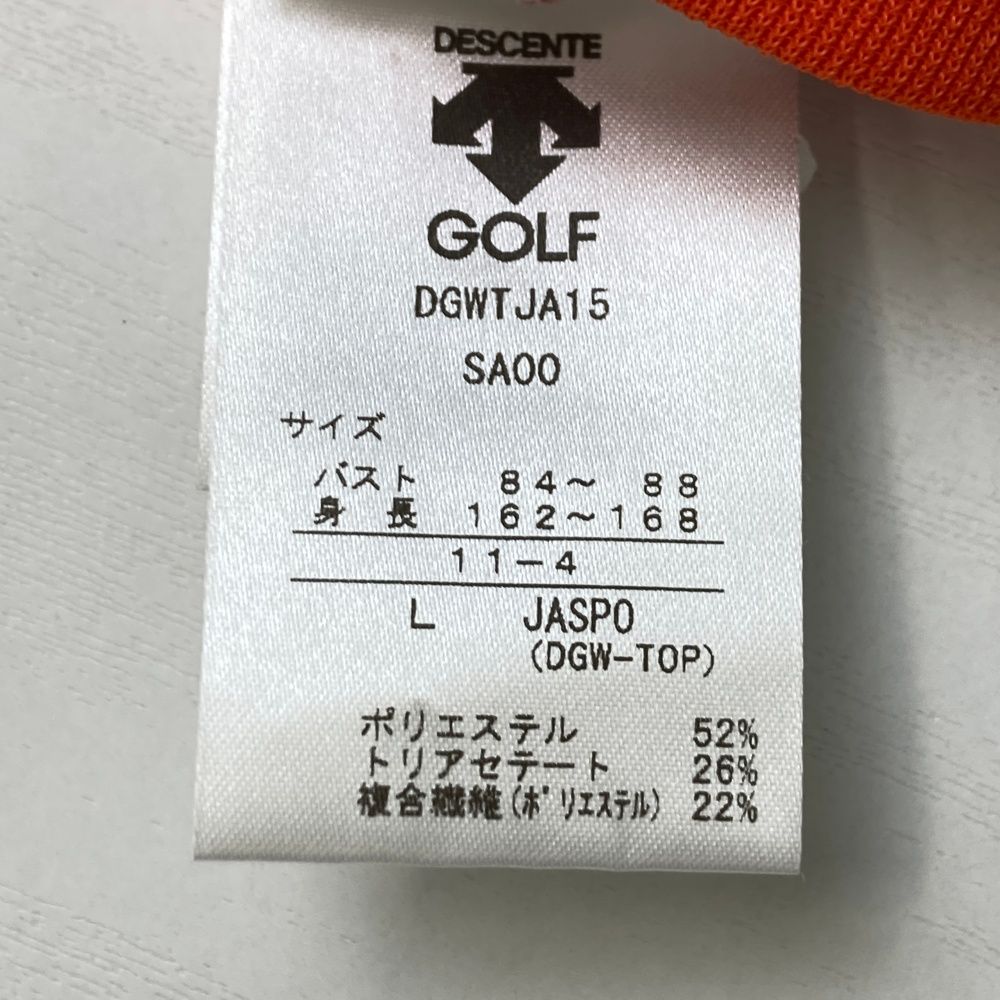 DESCENTE
GOLF
DGWTJA15
SA00
サイズ
バスト 84～ 88
身 長 162～168
11-4
L JASPO
(DGW-TOP)
ポリエステル 52%
トリアセテート 26%
複合繊維(ポリエステル) 22%